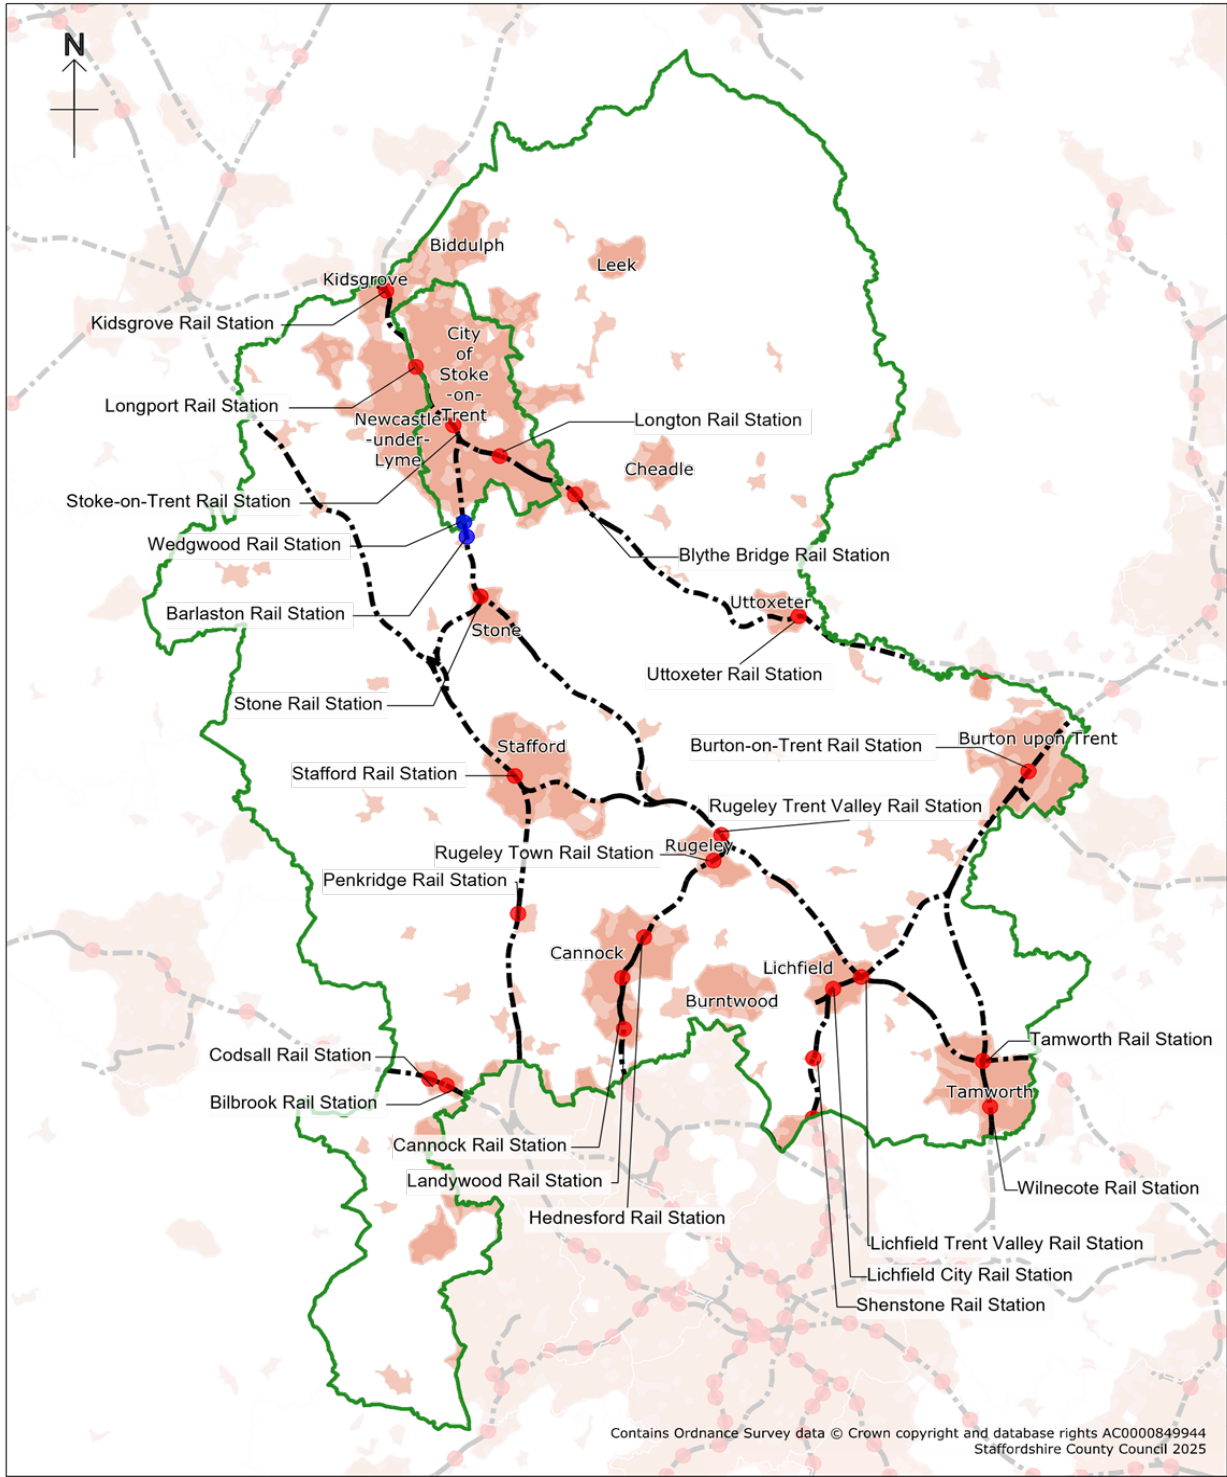 N
Biddulph
Leek
Kidsgrove
Kidsgrove Rail Station
City
of
Stoke
-on-
Trent
Longport Rail Station
Newcastle
-under-
Lyme
Longton Rail Station
Cheadle
Stoke-on-Trent Rail Station
Wedgwood Rail Station
Blythe Bridge Rail Station
Barlaston Rail Station
Uttoxeter
Stone
Uttoxeter Rail Station
Stone Rail Station
Stafford
Burton-on-Trent Rail Station
Burton upon Trent
Stafford Rail Station
Rugeley Trent Valley Rail Station
Rugeley
Rugeley Town Rail Station
Penkridge Rail Station
Cannock
Lichfield
Burntwood
Codsall Rail Station
Tamworth Rail Station
Bilbrook Rail Station
Tamworth
Cannock Rail Station
Landywood Rail Station
Wilnecote Rail Station
Hednesford Rail Station
Lichfield Trent Valley Rail Station
Lichfield City Rail Station
Shenstone Rail Station
Contains Ordnance Survey data © Crown copyright and database rights AC0000849944
Staffordshire County Council 2025